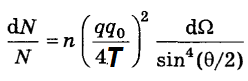 dN/N = n (qq₀/4T)² dΩ/sin⁴(θ/2)